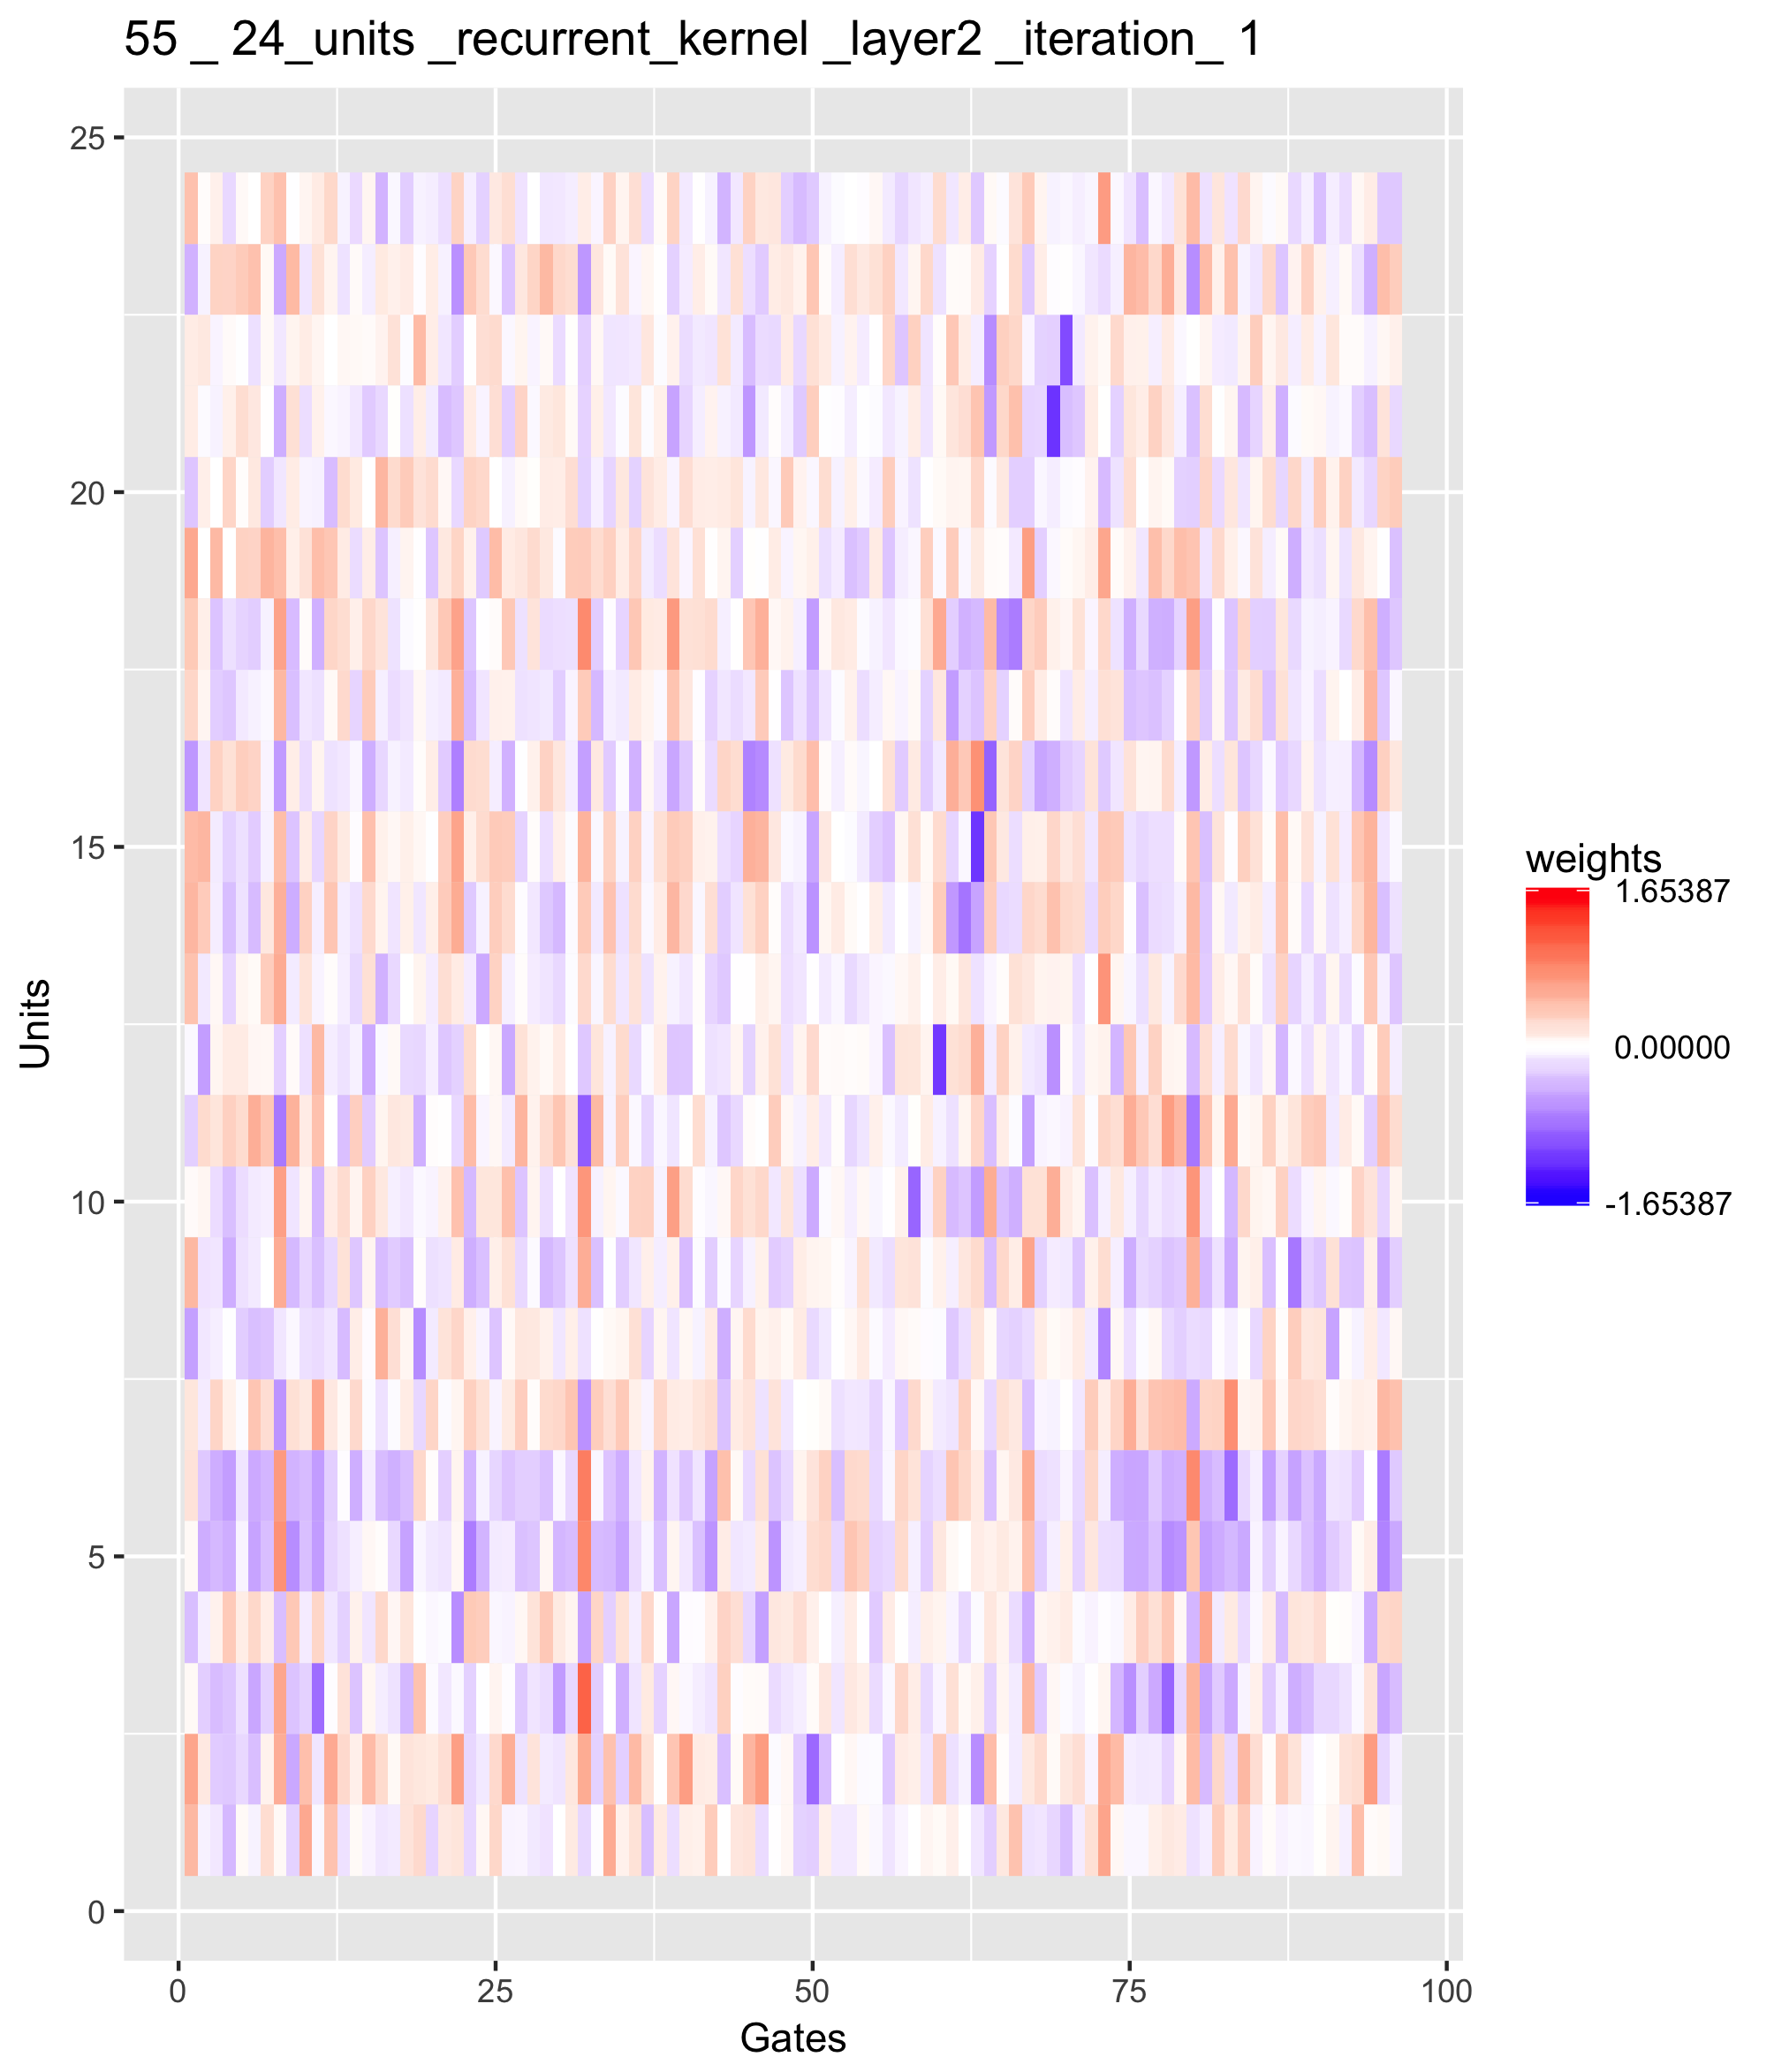 55 _ 24_units _recurrent_kernel _layer2 _iteration_ 1
25
20
15
10
5
0
Units
0 25 50 75 100
Gates
weights
1.65387
0.00000
-1.65387